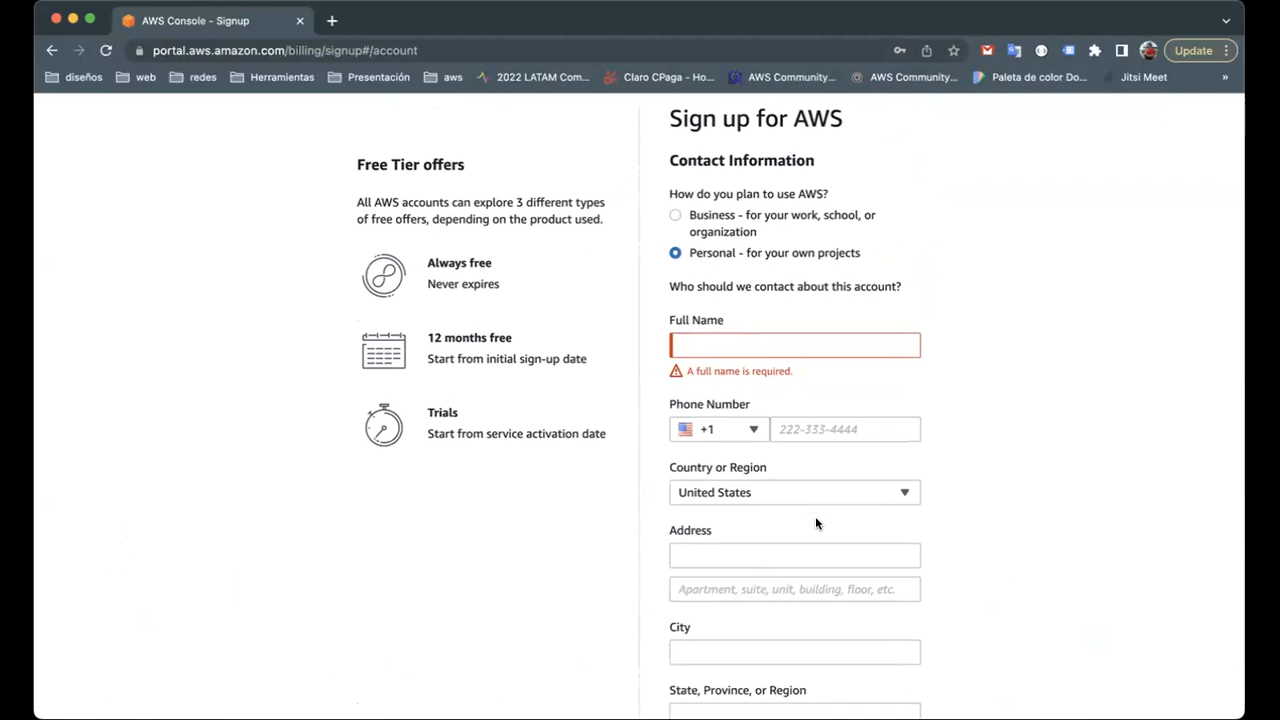 AWS Console - Signup
portal.aws.amazon.com/billing/signup#/account
Update
diseños
web
redes
Herramientas
Presentación
aws
2022 LATAM Com...
Claro CPaga - Ho...
AWS Community...
AWS Community...
Paleta de color Do...
Jitsi Meet
»
Free Tier offers
All AWS accounts can explore 3 different types
of free offers, depending on the product used.
Always free
Never expires
12 months free
Start from initial sign-up date
Trials
Start from service activation date
Sign up for AWS
Contact Information
How do you plan to use AWS?
Business - for your work, school, or
organization
Personal - for your own projects
Who should we contact about this account?
Full Name
A full name is required.
Phone Number
+1
222-333-4444
Country or Region
United States
Address
Apartment, suite, unit, building, floor, etc.
City
State, Province, or Region